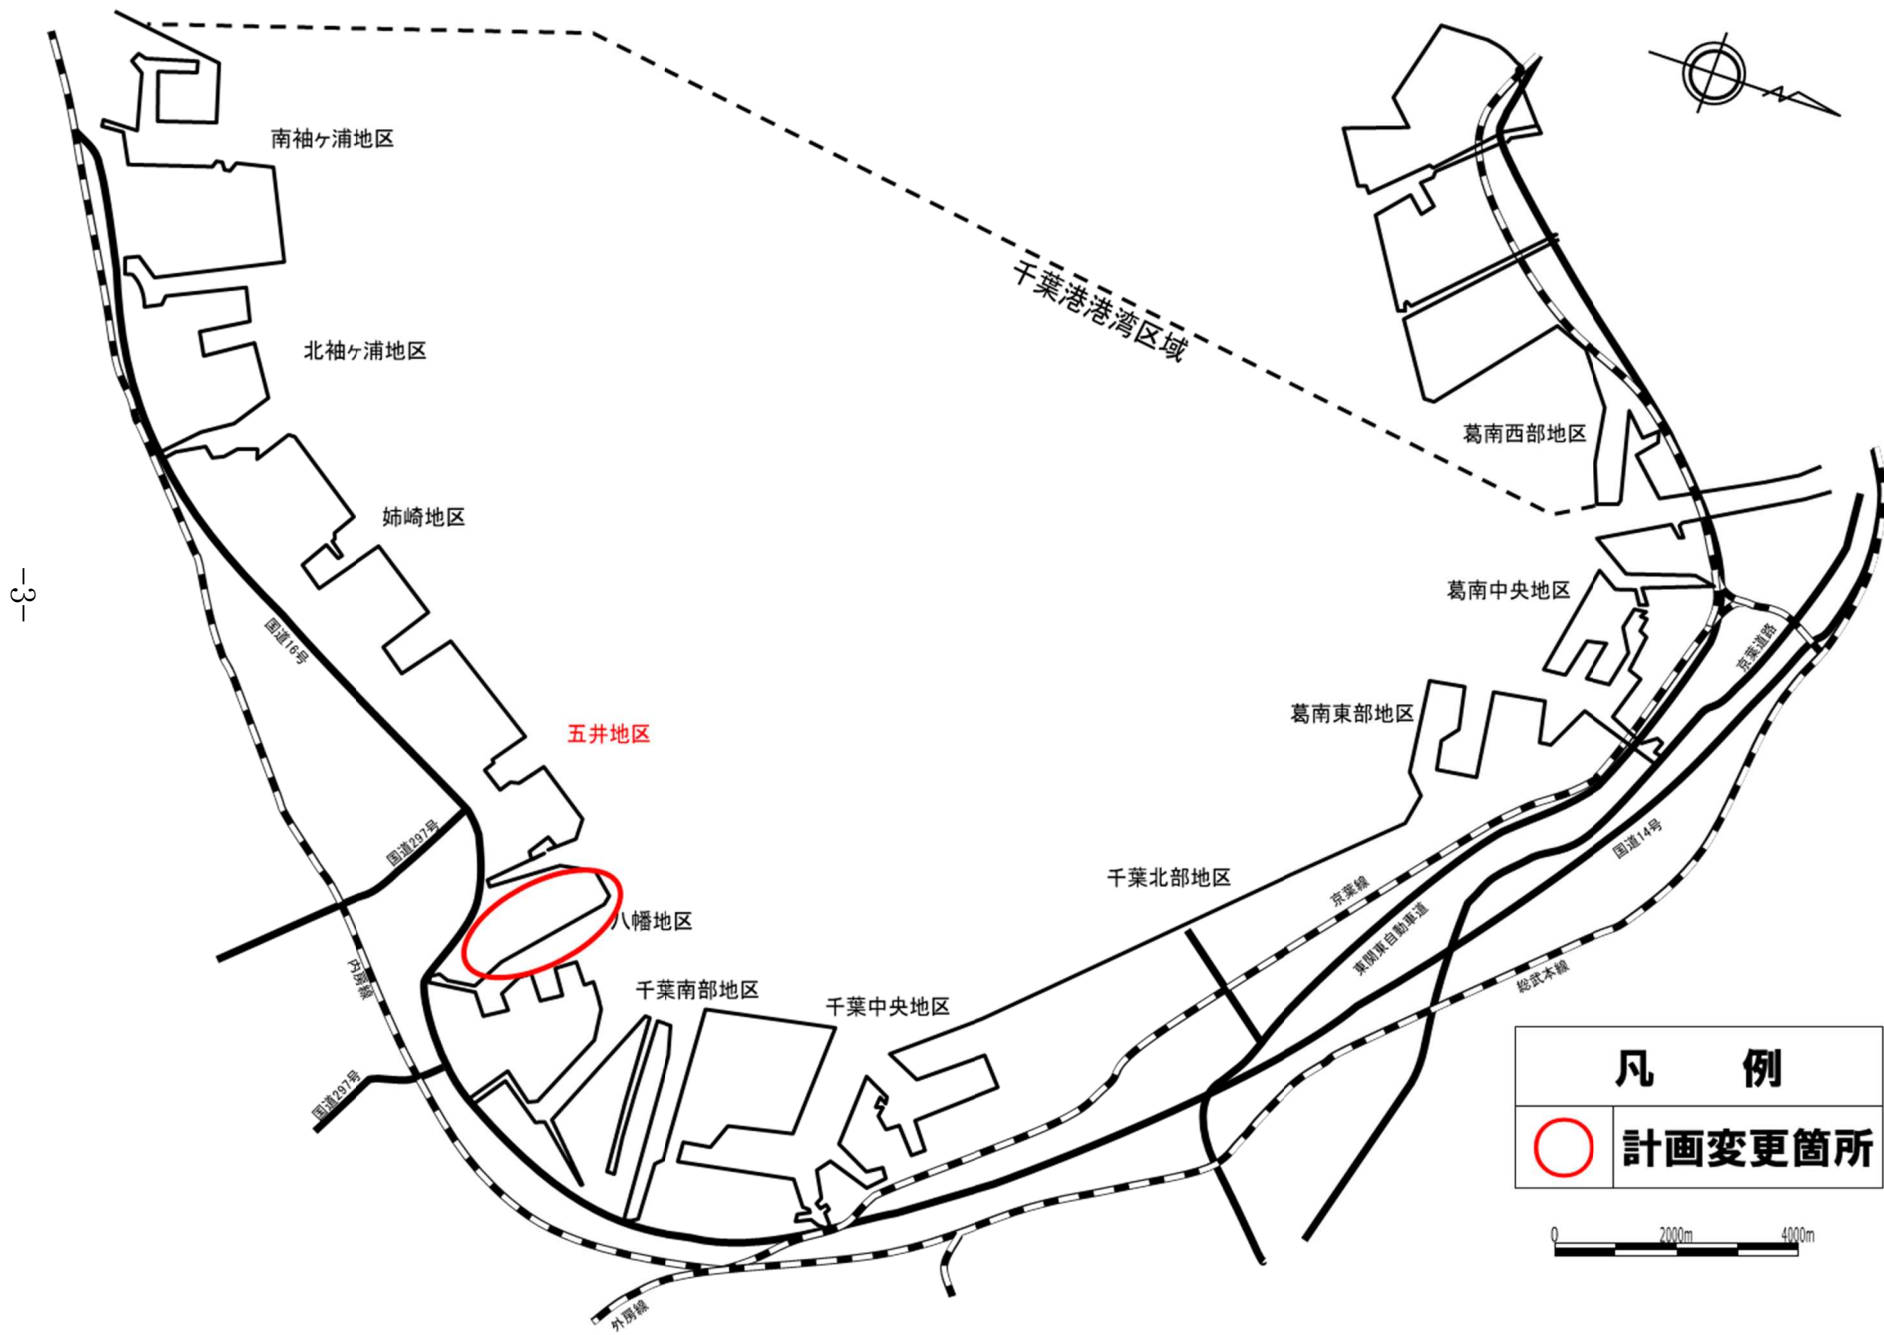 南袖ヶ浦地区
千葉港港湾区域
北袖ヶ浦地区
葛南西部地区
姉崎地区
葛南中央地区
国道16号
京葉道路
葛南東部地区
五井地区
国道297号
国道14号
千葉北部地区
京葉線
八幡地区
東関東自動車道
内房線
総武本線
千葉南部地区
千葉中央地区
国道297号
外房線
凡 例
計画変更箇所
0 2000m 4000m
N
-3-